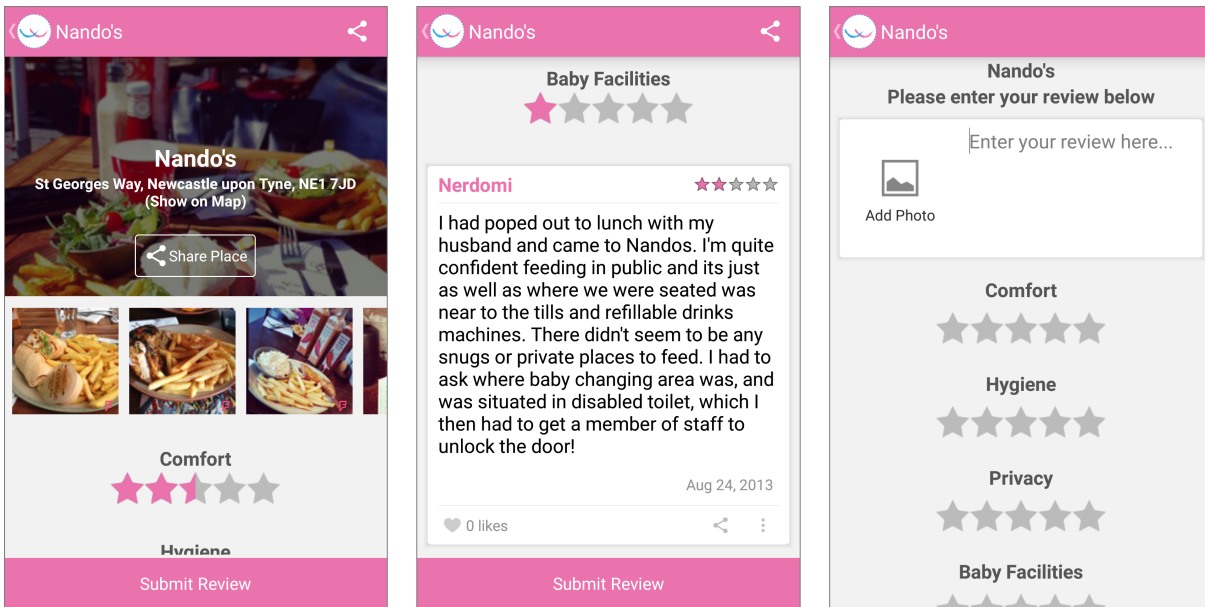 Nando's
Nando's
St Georges Way, Newcastle upon Tyne, NE1 7JD
(Show on Map)
Share Place
Comfort
Hygiene
Submit Review
Nando's
Baby Facilities
Nerdomi
I had poped out to lunch with my
husband and came to Nandos. I'm quite
confident feeding in public and its just
as well as where we were seated was
near to the tills and refillable drinks
machines. There didn't seem to be any
snugs or private places to feed. I had to
ask where baby changing area was, and
was situated in disabled toilet, which I
then had to get a member of staff to
unlock the door!
Aug 24, 2013
0 likes
Submit Review
Nando's
Nando's
Please enter your review below
Enter your review here...
Add Photo
Comfort
Hygiene
Privacy
Baby Facilities